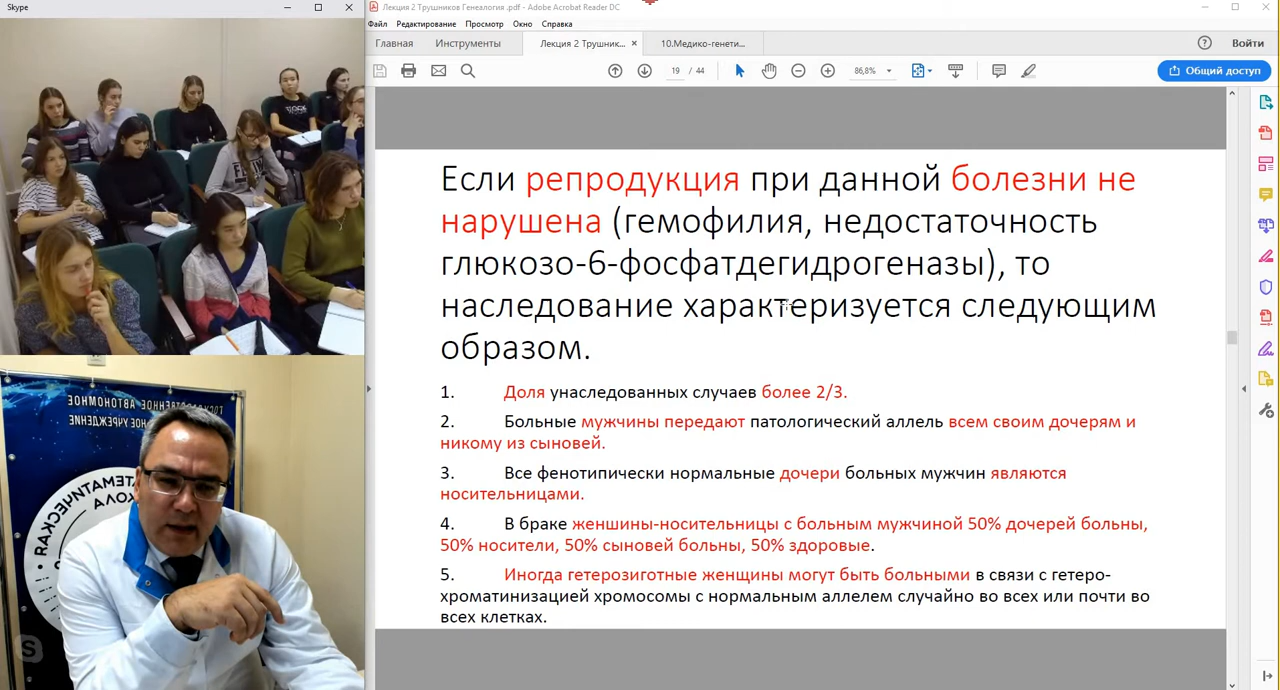 Skype
Лекция 2 Трушников Генеалогия .pdf - Adobe Acrobat Reader DC
Файл Редактирование Просмотр Окно Справка
Главная Инструменты Лекция 2 Трушник... × 10.Медико-генети... Войти
19 / 44 86,8% Общий доступ
Если репродукция при данной болезни не
нарушена (гемофилия, недостаточность
глюкозо-6-фосфатдегидрогеназы), то
наследование характеризуется следующим
образом.
1. Доля унаследованных случаев более 2/3.
2. Больные мужчины передают патологический аллель всем своим дочерям и
никому из сыновей.
3. Все фенотипически нормальные дочери больных мужчин являются
носительницами.
4. В браке женшины-носительницы с больным мужчиной 50% дочерей больны,
50% носители, 50% сыновей больны, 50% здоровые.
5. Иногда гетерозиготные женщины могут быть больными в связи с гетеро-
хроматинизацией хромосомы с нормальным аллелем случайно во всех или почти во
всех клетках.